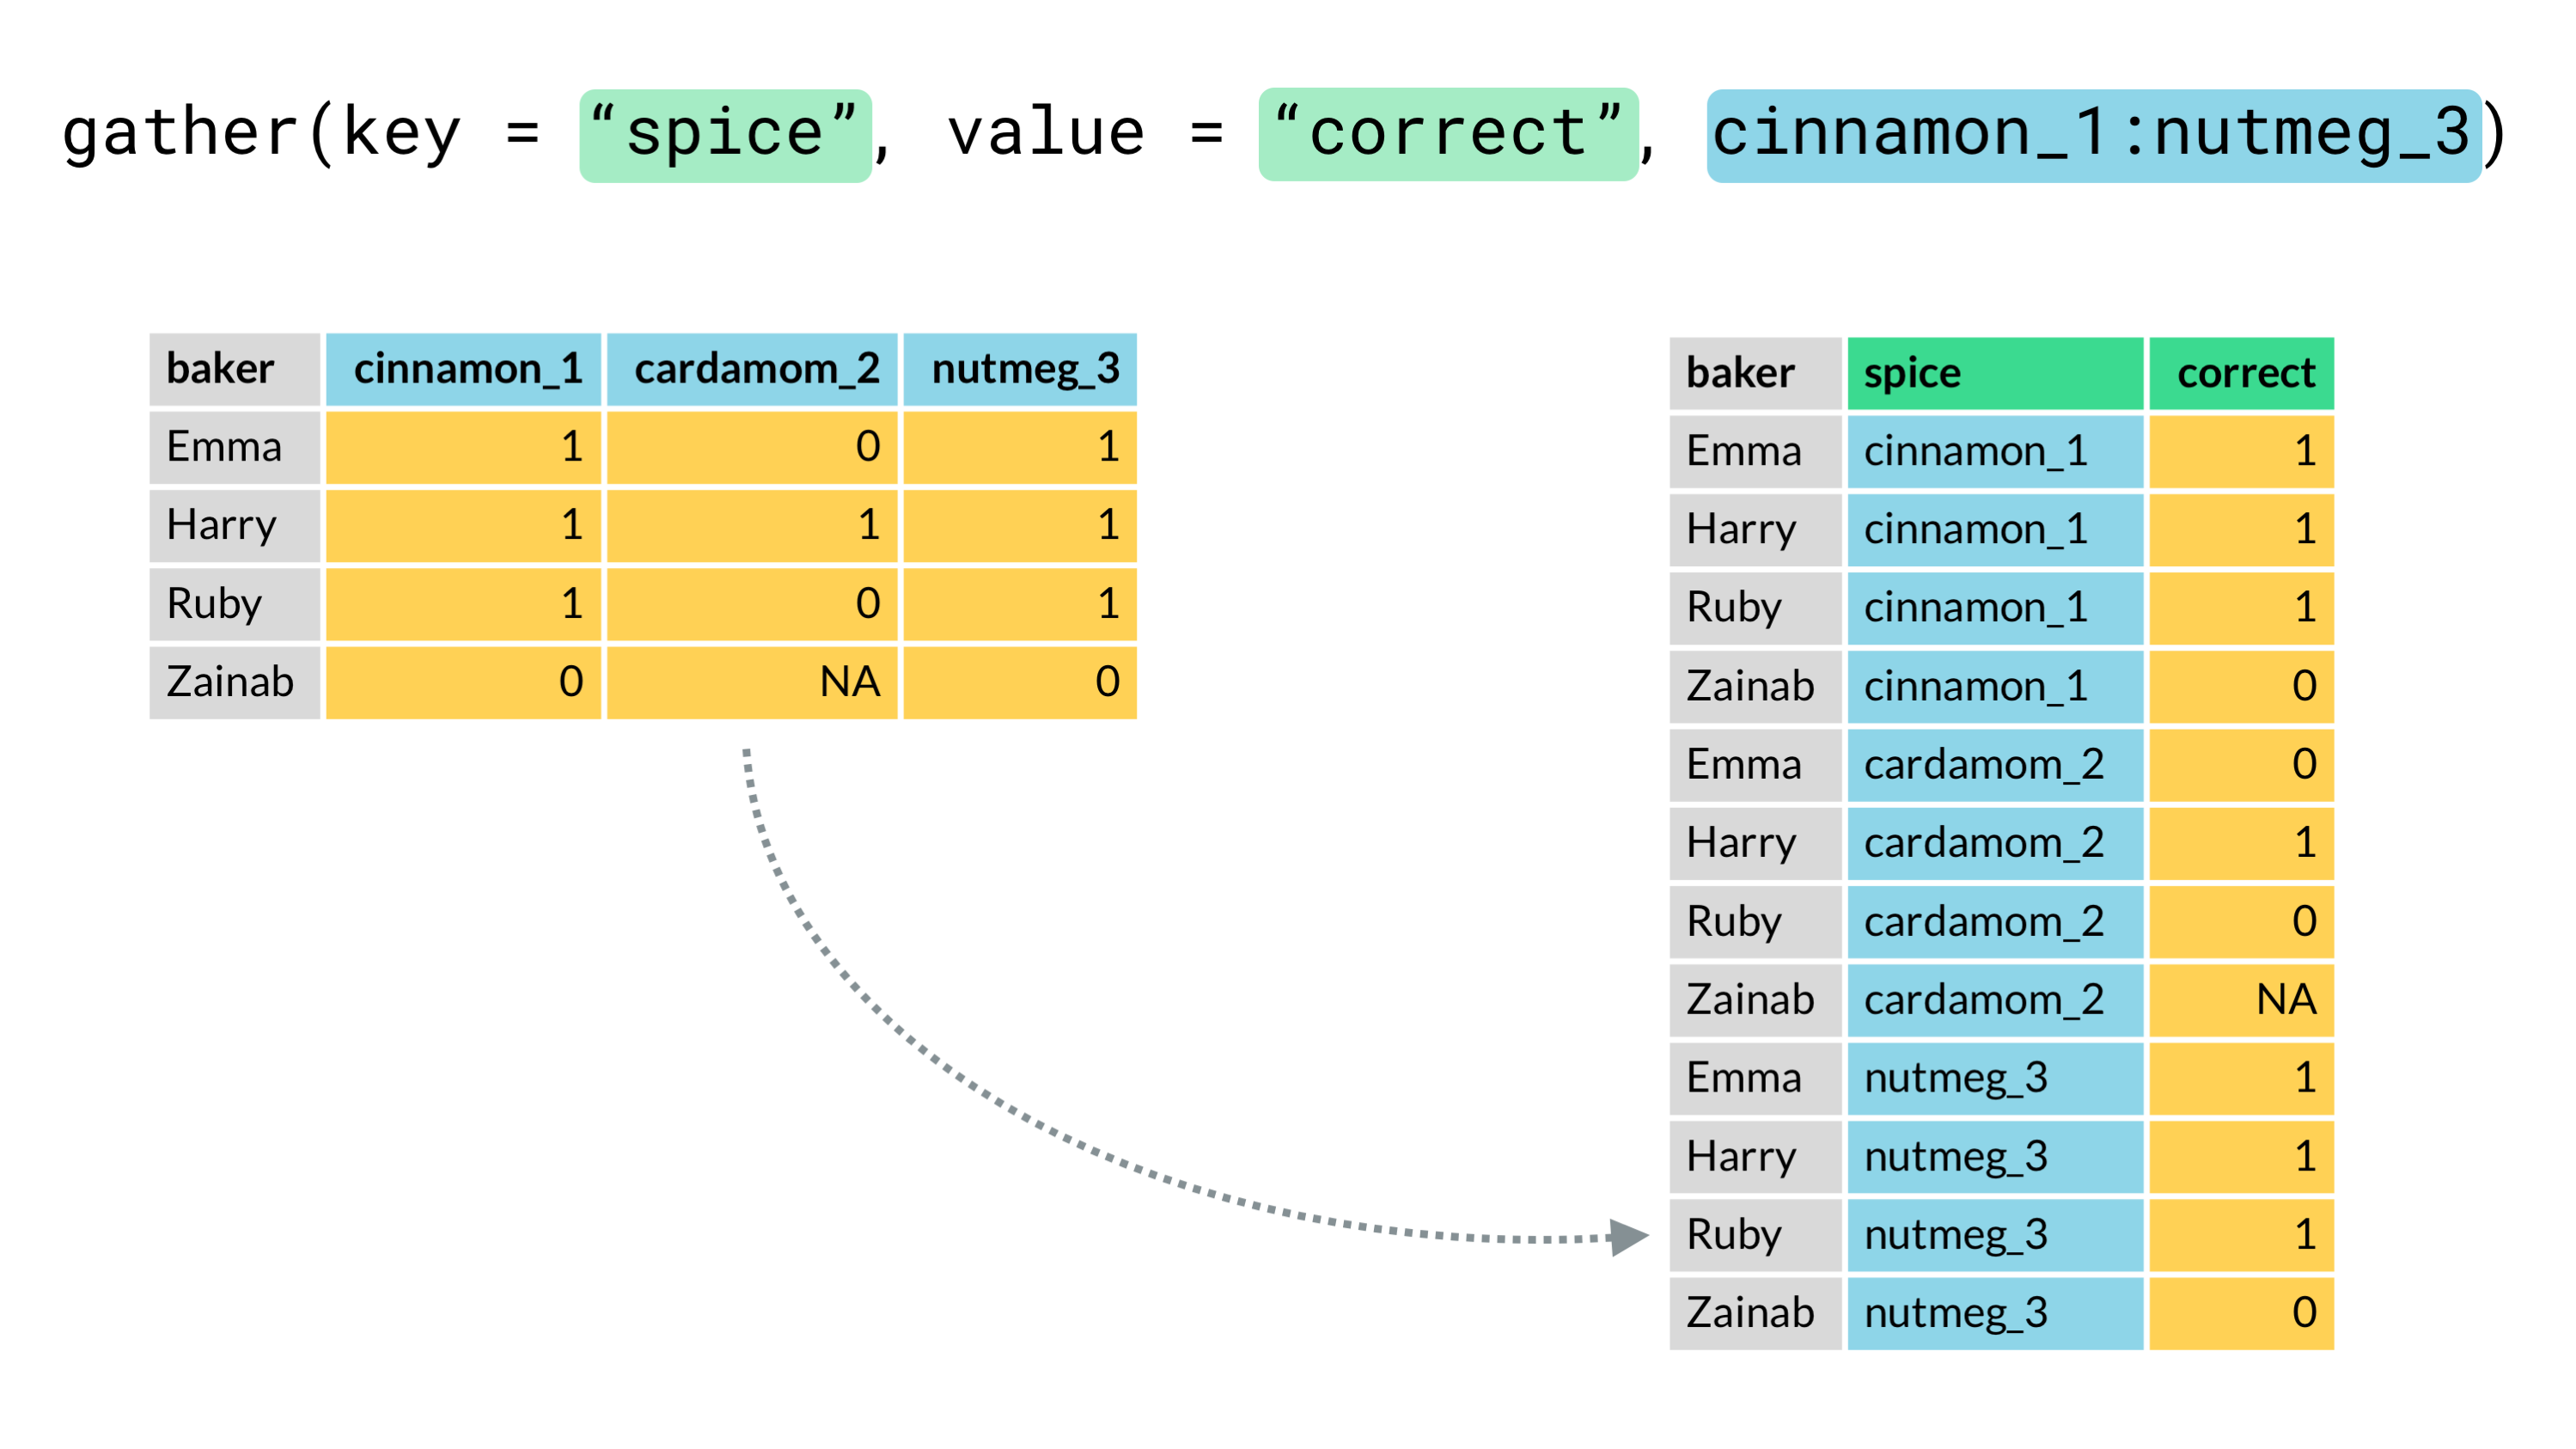 gather(key = “spice”, value = “correct”, cinnamon_1:nutmeg_3)
baker cinnamon_1 cardamom_2 nutmeg_3
Emma 1 0 1
Harry 1 1 1
Ruby 1 0 1
Zainab 0 NA 0
baker spice correct
Emma cinnamon_1 1
Harry cinnamon_1 1
Ruby cinnamon_1 1
Zainab cinnamon_1 0
Emma cardamom_2 0
Harry cardamom_2 1
Ruby cardamom_2 0
Zainab cardamom_2 NA
Emma nutmeg_3 1
Harry nutmeg_3 1
Ruby nutmeg_3 1
Zainab nutmeg_3 0